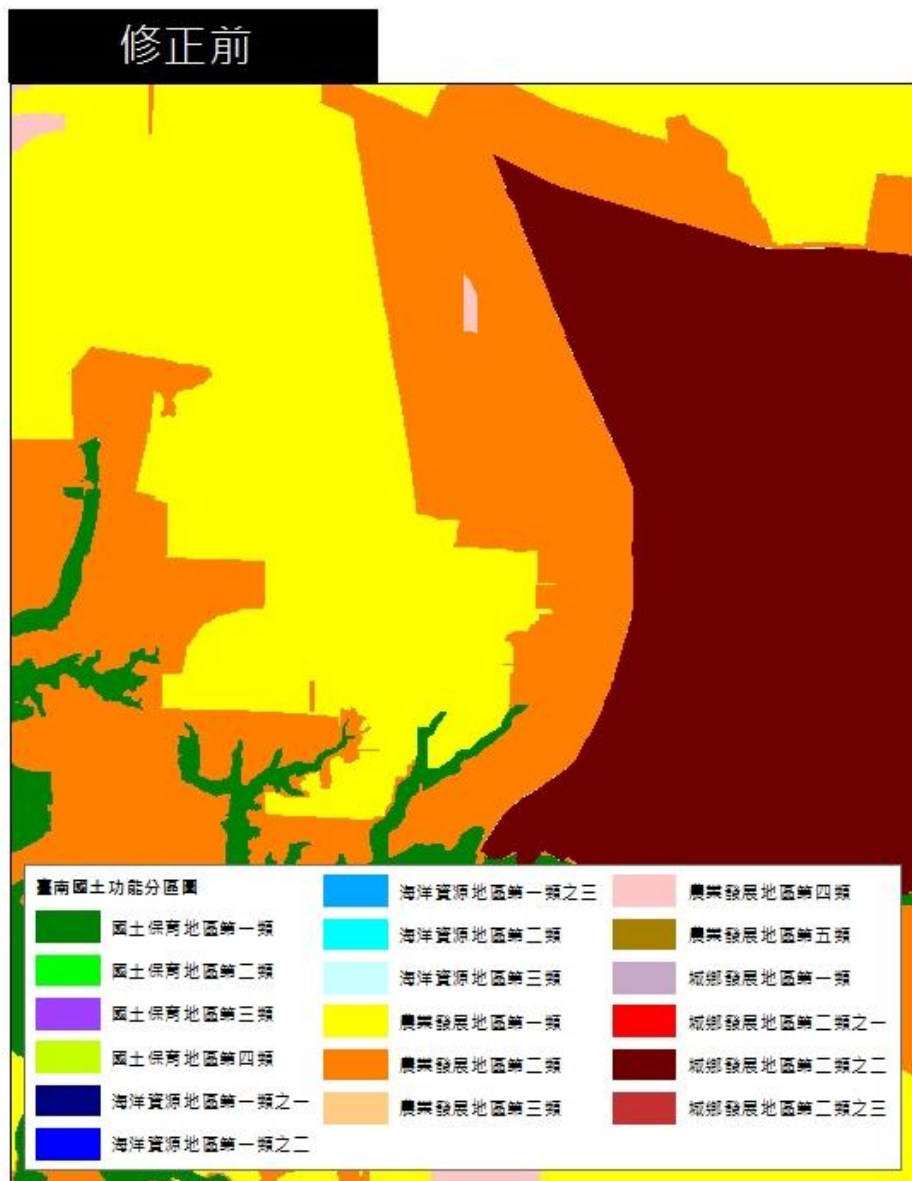 修正前
臺南國土功能分區圖
國土保育地區第一類
國土保育地區第二類
國土保育地區第三類
國土保育地區第四類
海洋資源地區第一類之一
海洋資源地區第一類之二
海洋資源地區第一類之三
海洋資源地區第二類
海洋資源地區第三類
農業發展地區第一類
農業發展地區第二類
農業發展地區第三類
農業發展地區第四類
農業發展地區第五類
城鄉發展地區第一類
城鄉發展地區第二類之一
城鄉發展地區第二類之二
城鄉發展地區第二類之三